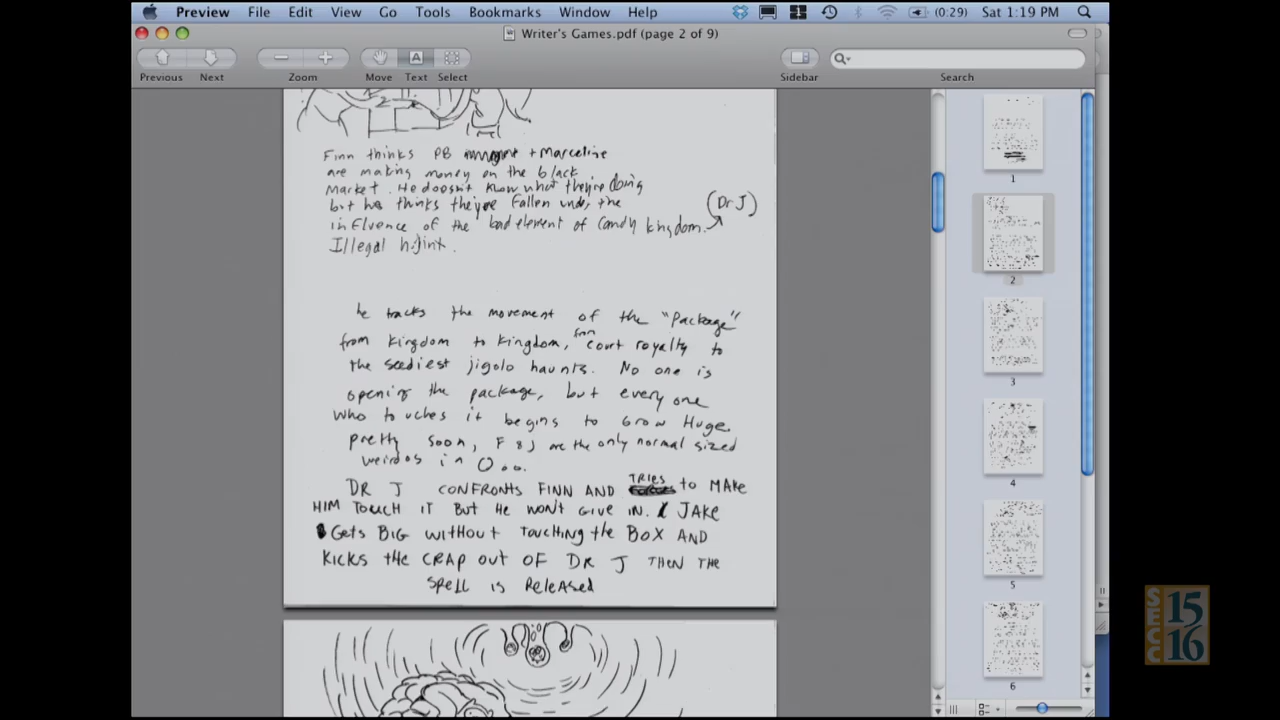 Preview File Edit View Go Tools Bookmarks Window Help (0:29) Sat 1:19 PM
Writer's Games.pdf (page 2 of 9)
Previous Next Zoom Move Text Select Sidebar Search
Finn thinks PB + Marceline
are making money on the black
market. He doesn't know what they're doing
but he thinks they're Fallen under the
(Dr J)
influence of the bad element of Candy kingdom.
Illegal hijint.
he tracks the movement of the "package"
from kingdom to kingdom, from court royalty to
the seediest jigolo haunts. No one is
opening the package, but every one
who touches it begins to Grow Huge.
pretty soon, F & J are the only normal sized
weirdos in Ooo.
DR J CONFRONTS FINN AND TRIES to MAKE
HIM TOUCH IT BUT HE WON'T GIVE IN. JAKE
GETS BIG WITHOUT TOUCHING the BOX AND
KICKS the CRAP OUT OF DR J THEN THE
SPELL IS RELEASED
1
2
3
4
5
6
SECC
15
16